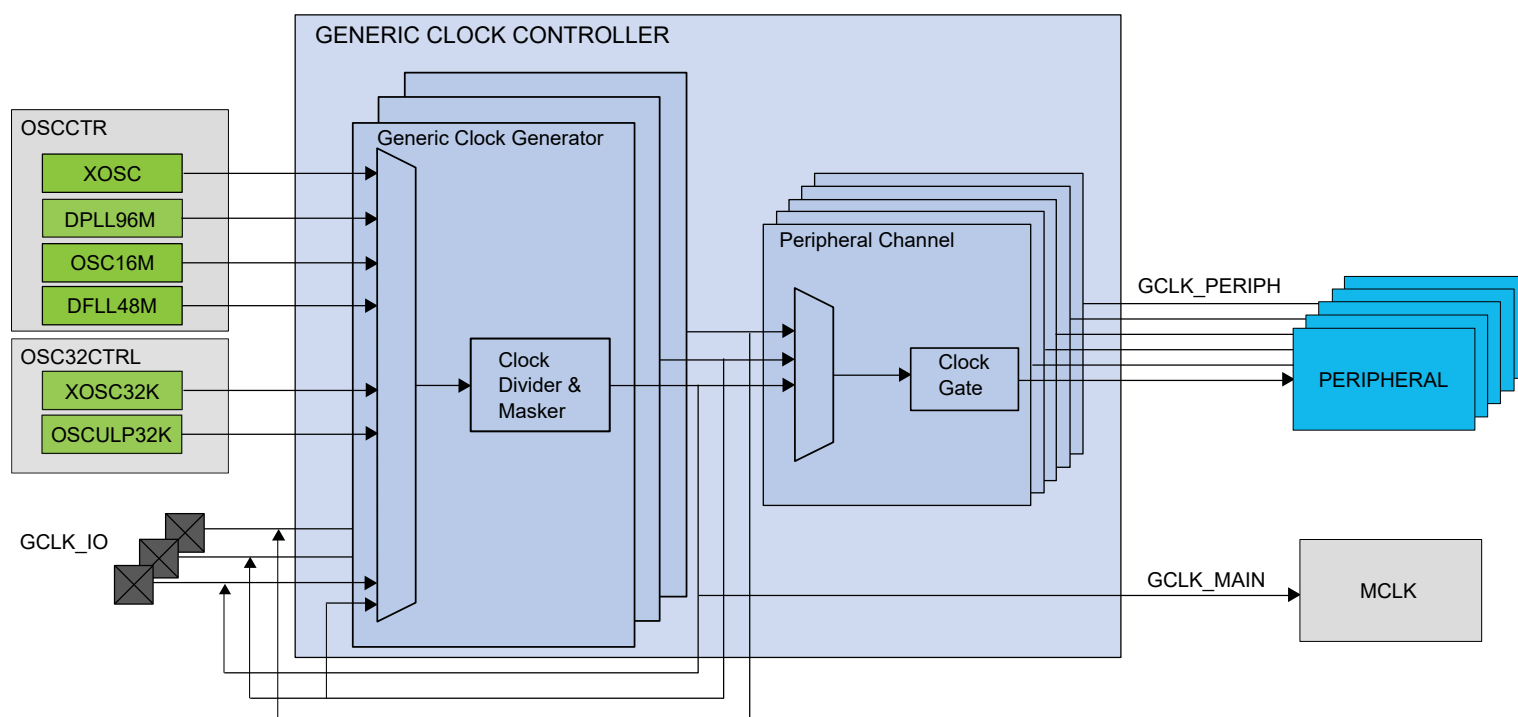 GENERIC CLOCK CONTROLLER
OSCCTR
XOSC
DPLL96M
OSC16M
DFLL48M
OSC32CTRL
XOSC32K
OSCULP32K
GCLK_IO
Generic Clock Generator
Clock
Divider &
Masker
Peripheral Channel
Clock
Gate
GCLK_PERIPH
PERIPHERAL
GCLK_MAIN
MCLK